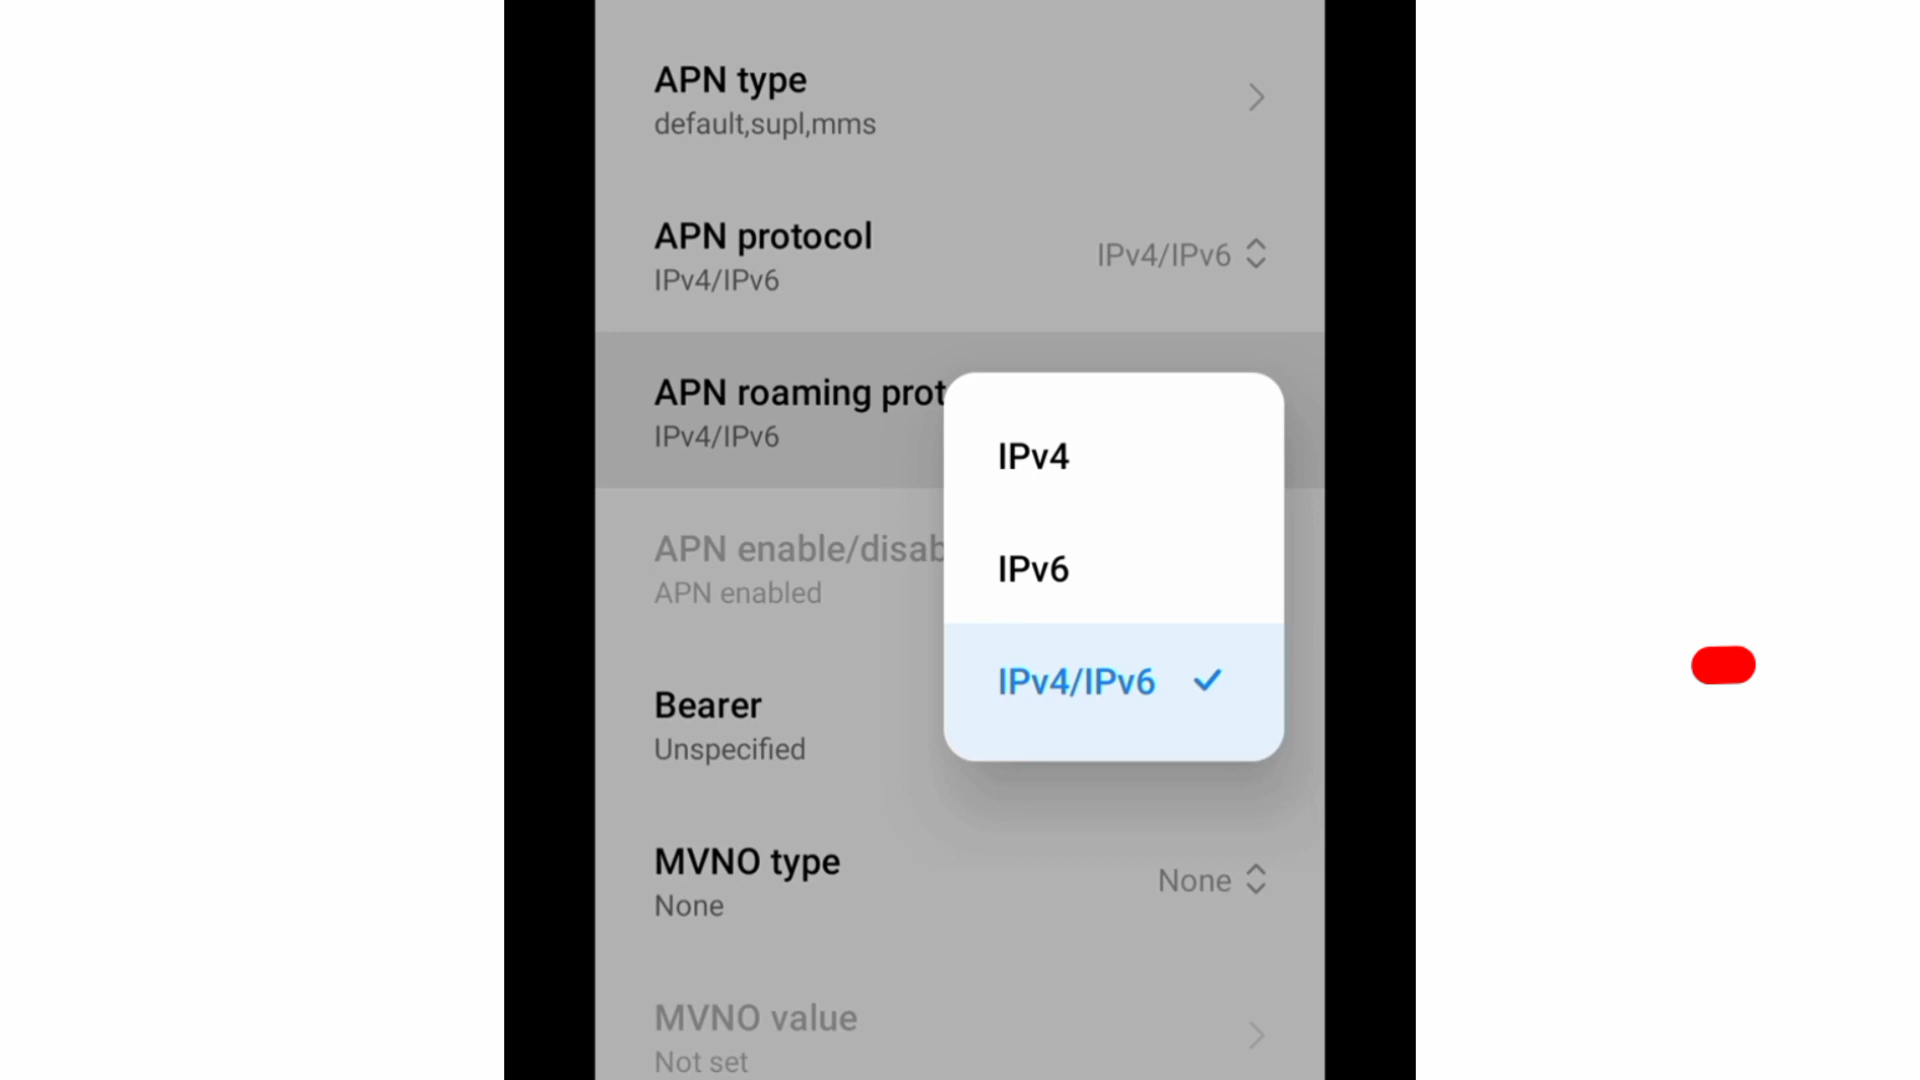 APN type
default,supl,mms
APN protocol
IPv4/IPv6
IPv4/IPv6
APN roaming prot
IPv4/IPv6
IPv4
IPv6
IPv4/IPv6
APN enable/disab
APN enabled
Bearer
Unspecified
MVNO type
None
None
MVNO value
Not set